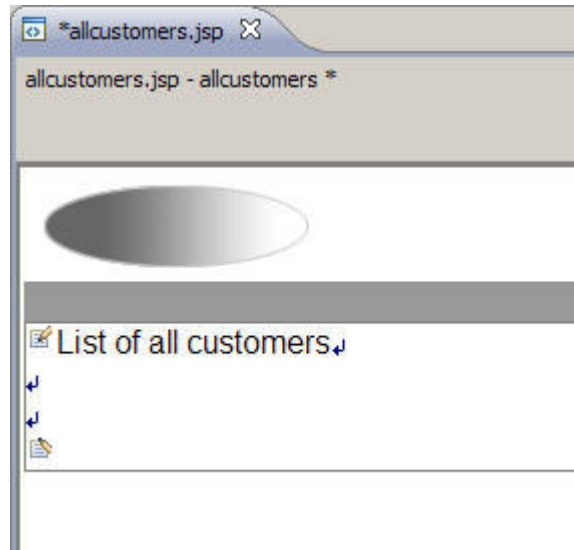 *allcustomers.jsp
allcustomers.jsp - allcustomers *
List of all customers